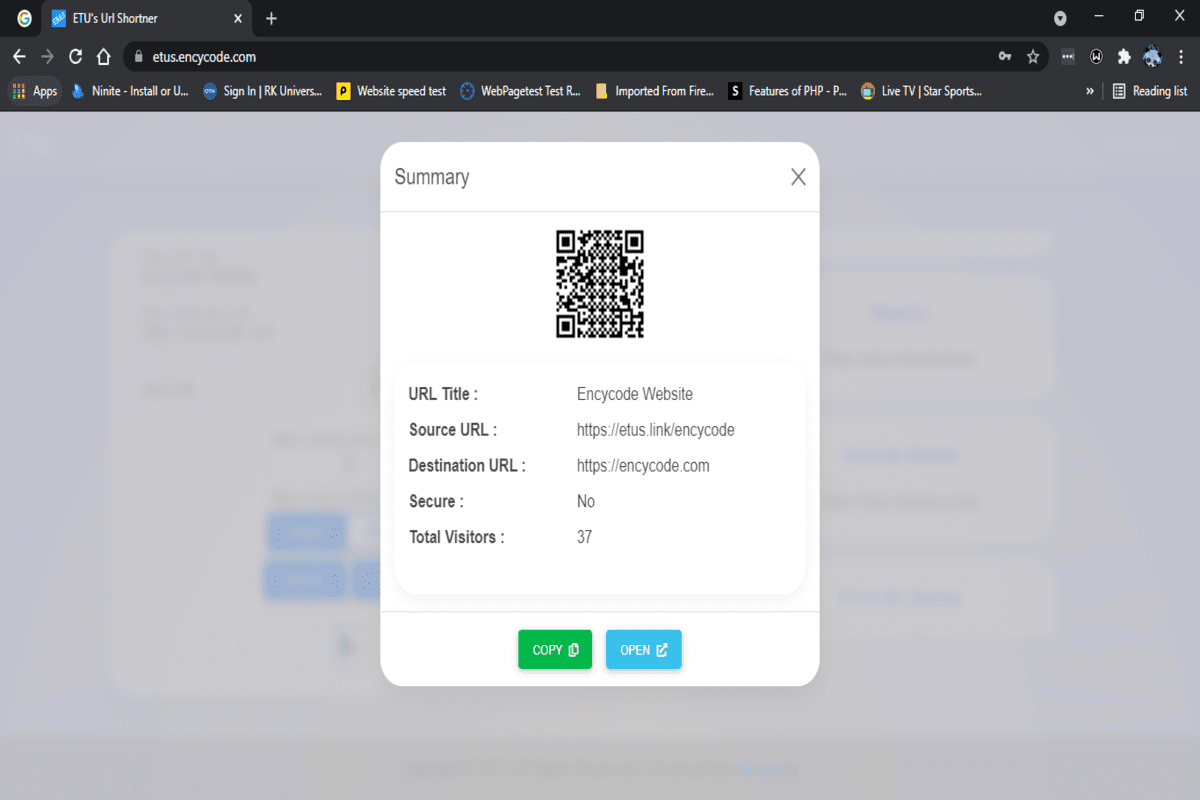 ETU's Url Shortner
etus.encycode.com
Apps Ninite - Install or U... Sign In | RK Univers... Website speed test WebPagetest Test R... Imported From Fire... Features of PHP - P... Live TV | Star Sports... » Reading list
Summary
URL Title : Encycode Website
Source URL : https://etus.link/encycode
Destination URL : https://encycode.com
Secure : No
Total Visitors : 37
COPY OPEN